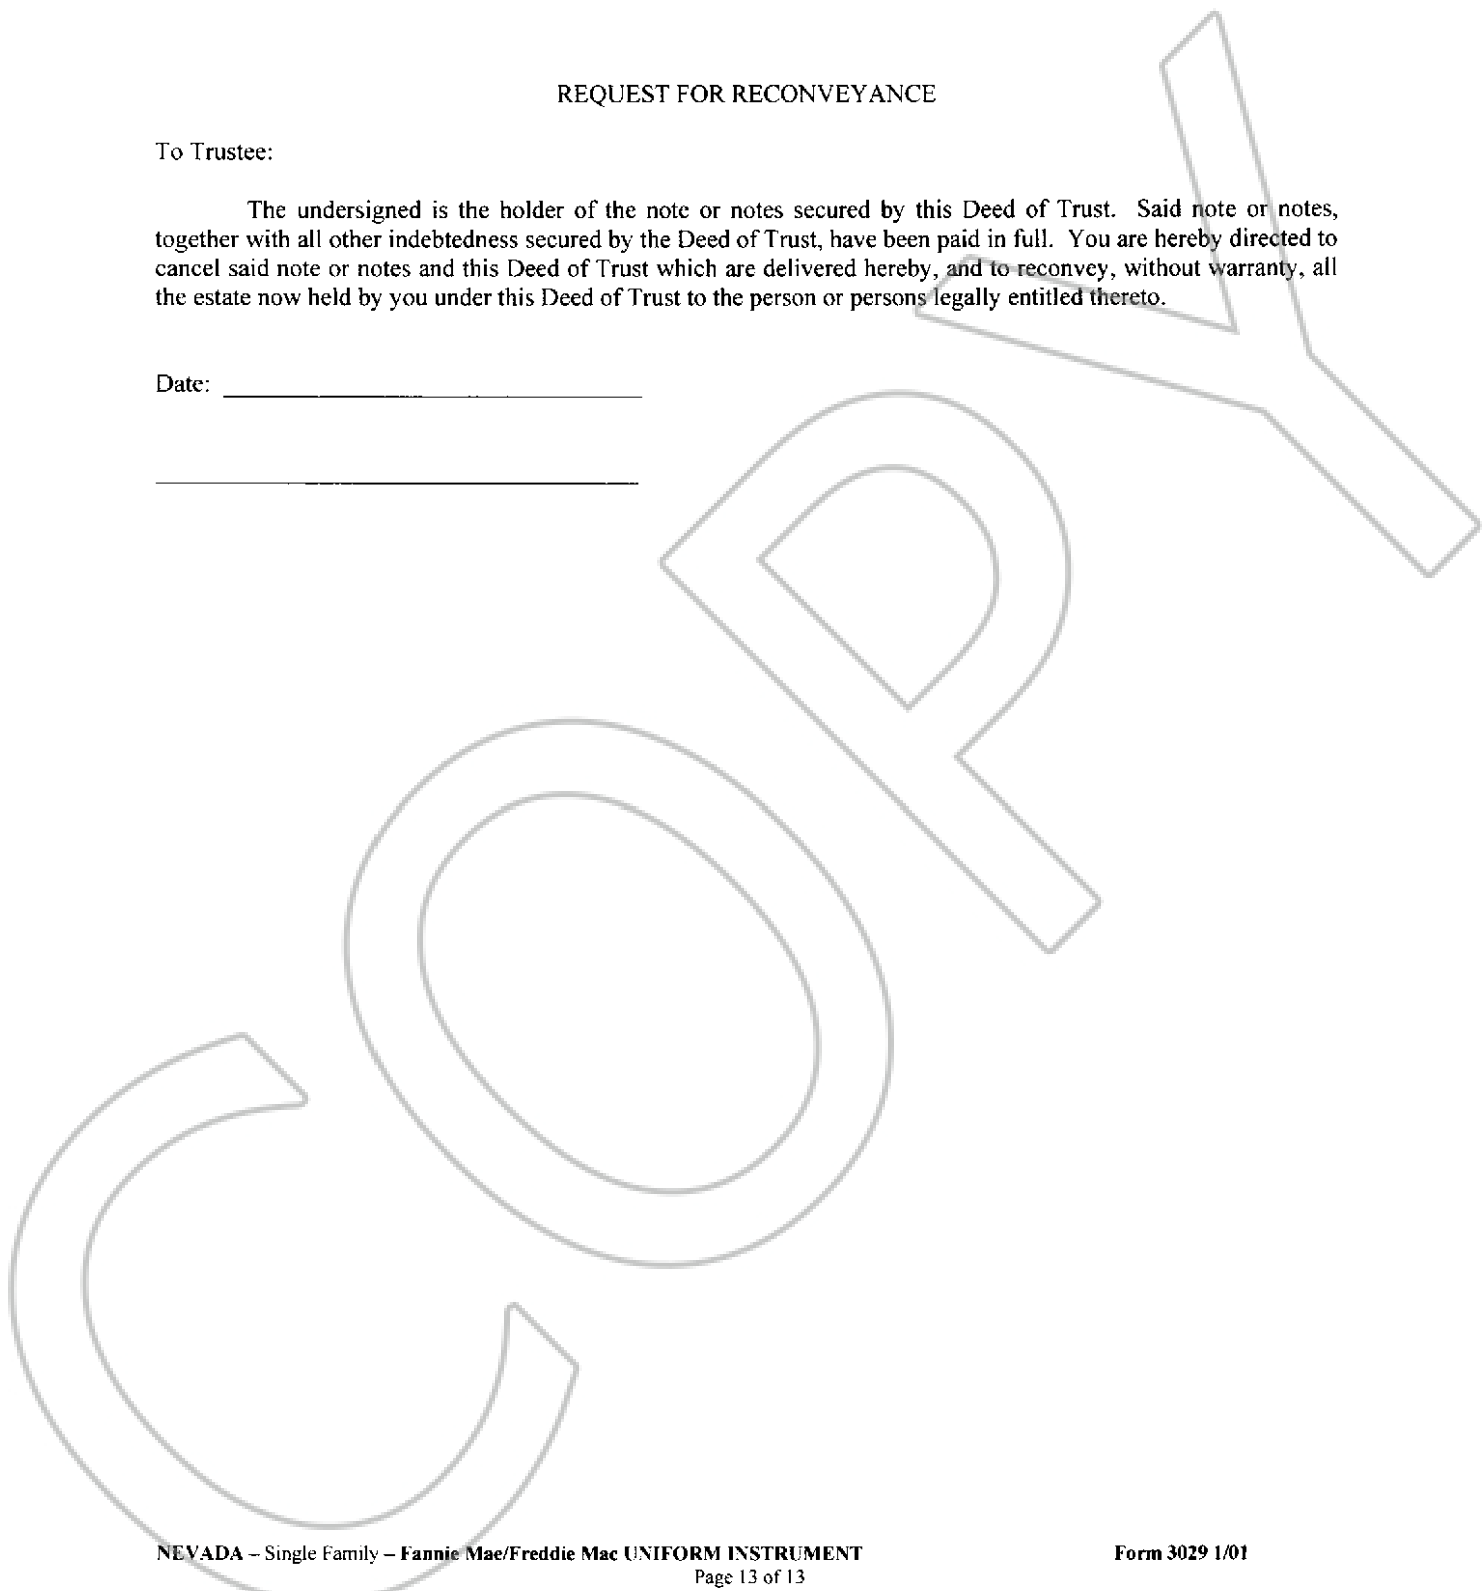 REQUEST FOR RECONVEYANCE
To Trustee:
The undersigned is the holder of the note or notes secured by this Deed of Trust. Said note or notes,
together with all other indebtedness secured by the Deed of Trust, have been paid in full. You are hereby directed to
cancel said note or notes and this Deed of Trust which are delivered hereby, and to reconvey, without warranty, all
the estate now held by you under this Deed of Trust to the person or persons legally entitled thereto.
Date:
COPY
NEVADA – Single Family – Fannie Mae/Freddie Mac UNIFORM INSTRUMENT Form 3029 1/01
Page 13 of 13